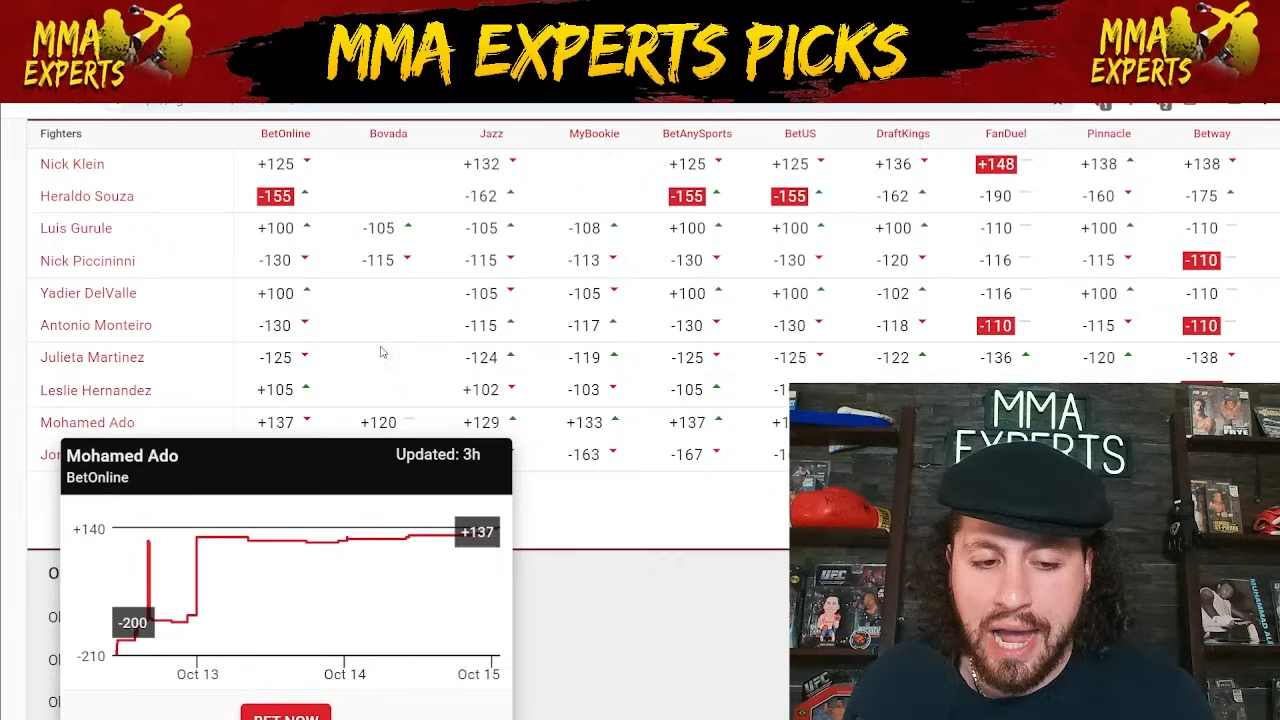 MMA
EXPERTS
MMA EXPERTS PICKS
MMA
EXPERTS
Fighters BetOnline Bovada Jazz MyBookie BetAnySports BetUS DraftKings FanDuel Pinnacle Betway
Nick Klein +125 +132 +125 +125 +136 +148 +138 +138
Heraldo Souza -155 -162 -155 -155 -162 -190 -160 -175
Luis Gurule +100 -105 -105 -108 +100 +100 +100 -110 +100 -110
Nick Piccininni -130 -115 -115 -113 -130 -130 -120 -116 -115 -110
Yadier DelValle +100 -105 -105 +100 +100 -102 -116 +100 -110
Antonio Monteiro -130 -115 -117 -130 -130 -118 -110 -115 -110
Julieta Martinez -125 -124 -119 -125 -125 -122 -136 -120 -138
Leslie Hernandez +105 +102 -103 -105
Mohamed Ado +137 +120 +129 +133 +137
-163 -167
Mohamed Ado Updated: 3h
BetOnline
+140 +137
-200
-210
Oct 13 Oct 14 Oct 15
BET NOW
MMA
EXPERTS
UFC
UFC